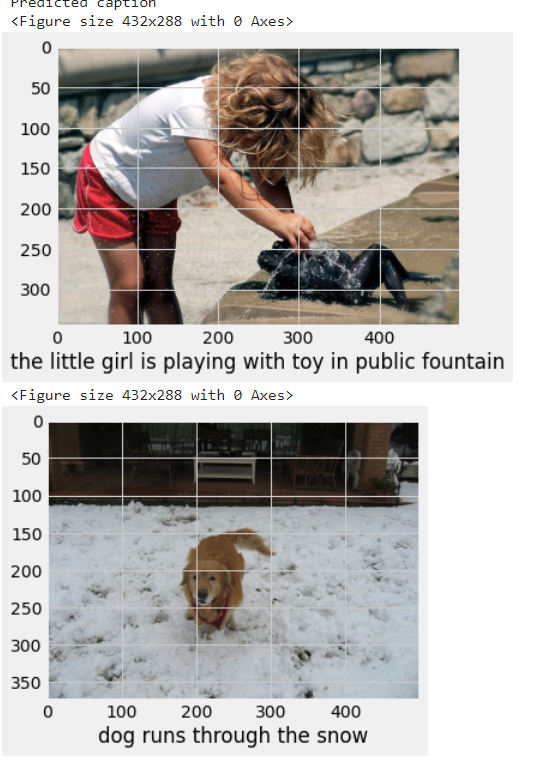 Predicted caption
<Figure size 432x288 with 0 Axes>
0
50
100
150
200
250
300
0 100 200 300 400
the little girl is playing with toy in public fountain
<Figure size 432x288 with 0 Axes>
0
50
100
150
200
250
300
350
0 100 200 300 400
dog runs through the snow